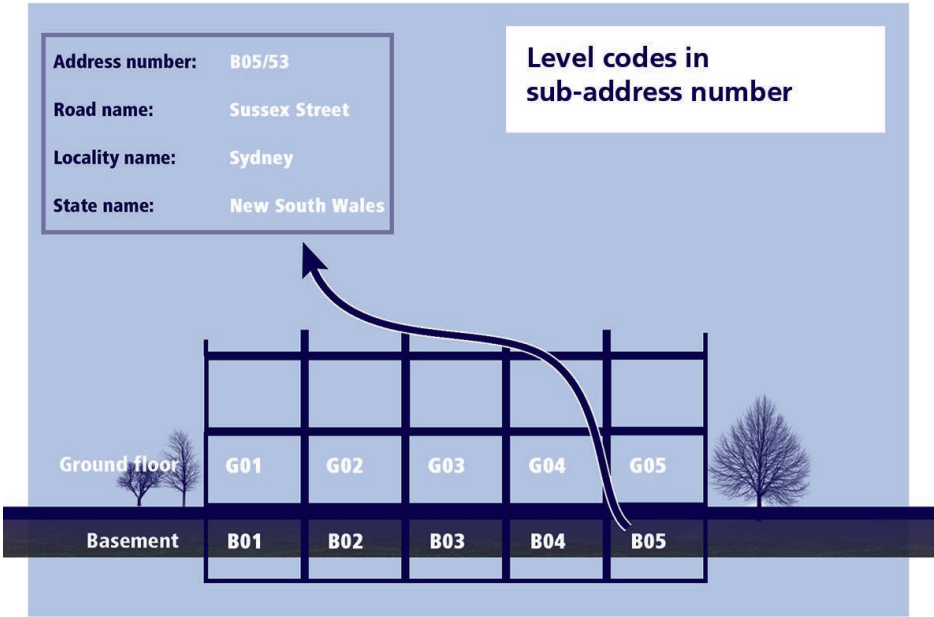 Level codes in
sub-address number
Address number: B05/53
Road name: Sussex Street
Locality name: Sydney
State name: New South Wales
Ground floor G01 G02 G03 G04 G05
Basement B01 B02 B03 B04 B05